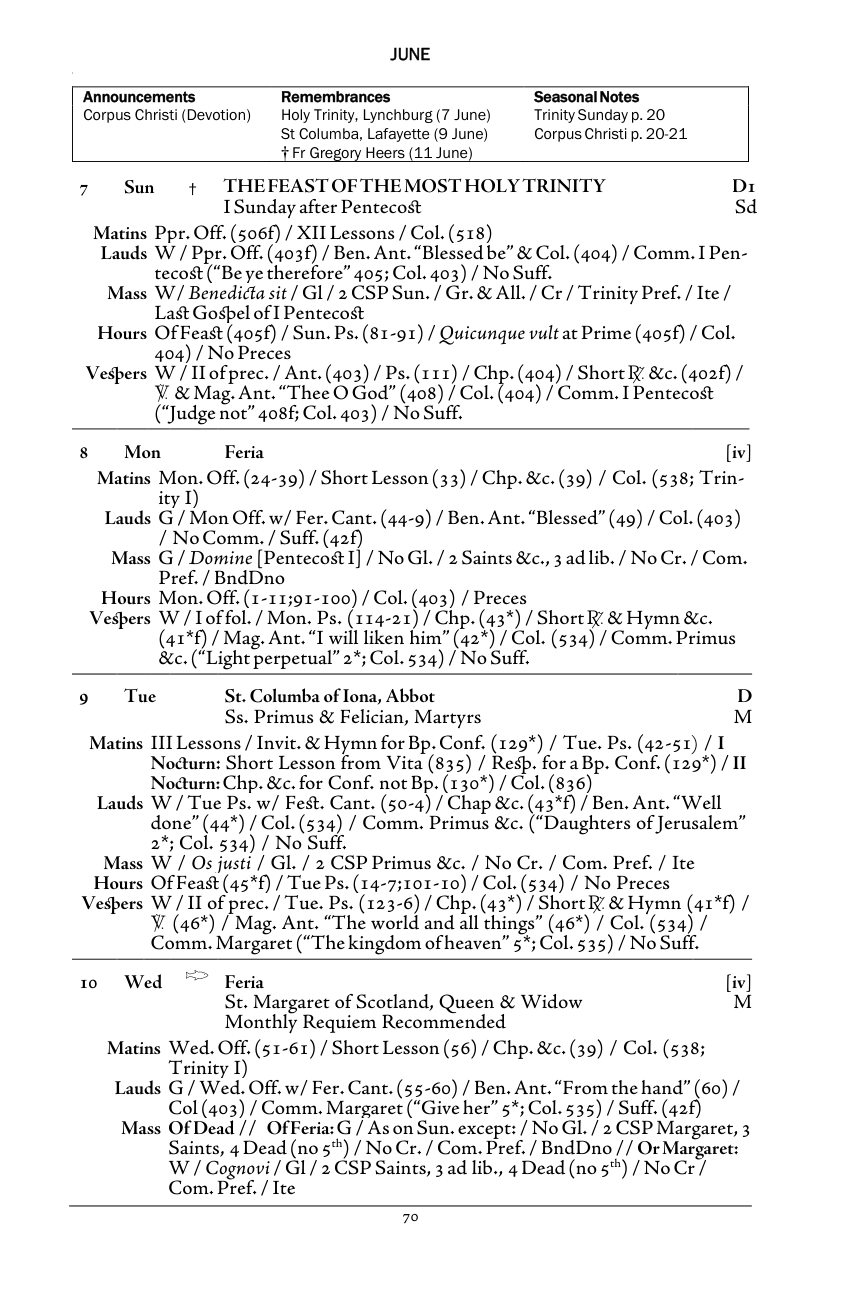 JUNE
Announcements
Corpus Christi (Devotion)
Remembrances
Holy Trinity, Lynchburg (7 June)
St Columba, Lafayette (9 June)
† Fr Gregory Heers (11 June)
Seasonal Notes
Trinity Sunday p. 20
Corpus Christi p. 20-21
7 Sun † THE FEAST OF THE MOST HOLY TRINITY D1
I Sunday after Pentecost Sd
Matins Ppr. Off. (506f) / XII Lessons / Col. (518)
Lauds W / Ppr. Off. (403f) / Ben. Ant. “Blessed be” & Col. (404) / Comm. I Pen-
tecost (“Be ye therefore” 405; Col. 403) / No Suff.
Mass W/ Benedicta sit / Gl / 2 CSP Sun. / Gr. & All. / Cr / Trinity Pref. / Ite /
Last Gospel of I Pentecost
Hours Of Feast (405f) / Sun. Ps. (81-91) / Quicunque vult at Prime (405f) / Col.
404) / No Preces
Vespers W / II of prec. / Ant. (403) / Ps. (111) / Chp. (404) / Short ℟. &c. (402f) /
℣. & Mag. Ant. “Thee O God” (408) / Col. (404) / Comm. I Pentecost
(“Judge not” 408f; Col. 403) / No Suff.
8 Mon Feria [iv]
Matins Mon. Off. (24-39) / Short Lesson (33) / Chp. &c. (39) / Col. (538; Trin-
ity I)
Lauds G / Mon Off. w/ Fer. Cant. (44-9) / Ben. Ant. “Blessed” (49) / Col. (403)
/ No Comm. / Suff. (42f)
Mass G / Domine [Pentecost I] / No Gl. / 2 Saints &c., 3 ad lib. / No Cr. / Com.
Pref. / BndDno
Hours Mon. Off. (1-11;91-100) / Col. (403) / Preces
Vespers W / I of fol. / Mon. Ps. (114-21) / Chp. (43*) / Short ℟. & Hymn &c.
(41*f) / Mag. Ant. “I will liken him” (42*) / Col. (534) / Comm. Primus
&c. (“Light perpetual” 2*; Col. 534) / No Suff.
9 Tue St. Columba of Iona, Abbot D
Ss. Primus & Felician, Martyrs M
Matins III Lessons / Invit. & Hymn for Bp. Conf. (129*) / Tue. Ps. (42-51) / I
Nocturn: Short Lesson from Vita (835) / Resp. for a Bp. Conf. (129*) / II
Nocturn: Chp. &c. for Conf. not Bp. (130*) / Col. (836)
Lauds W / Tue Ps. w/ Fest. Cant. (50-4) / Chap &c. (43*f) / Ben. Ant. “Well
done” (44*) / Col. (534) / Comm. Primus &c. (“Daughters of Jerusalem”
2*; Col. 534) / No Suff.
Mass W / Os justi / Gl. / 2 CSP Primus &c. / No Cr. / Com. Pref. / Ite
Hours Of Feast (45*f) / Tue Ps. (14-7;101-10) / Col. (534) / No Preces
Vespers W / II of prec. / Tue. Ps. (123-6) / Chp. (43*) / Short ℟. & Hymn (41*f) /
℣. (46*) / Mag. Ant. “The world and all things” (46*) / Col. (534) /
Comm. Margaret (“The kingdom of heaven” 5*; Col. 535) / No Suff.
10 Wed Feria [iv]
St. Margaret of Scotland, Queen & Widow M
Monthly Requiem Recommended
Matins Wed. Off. (51-61) / Short Lesson (56) / Chp. &c. (39) / Col. (538;
Trinity I)
Lauds G / Wed. Off. w/ Fer. Cant. (55-60) / Ben. Ant. “From the hand” (60) /
Col (403) / Comm. Margaret (“Give her” 5*; Col. 535) / Suff. (42f)
Mass Of Dead // Of Feria: G / As on Sun. except: / No Gl. / 2 CSP Margaret, 3
Saints, 4 Dead (no 5th) / No Cr. / Com. Pref. / BndDno // Or Margaret:
W / Cognovi / Gl / 2 CSP Saints, 3 ad lib., 4 Dead (no 5th) / No Cr /
Com. Pref. / Ite
70